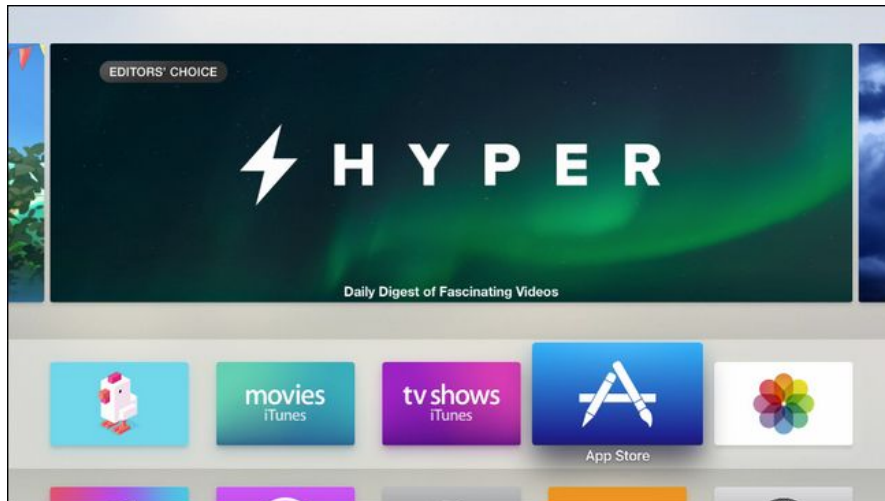 EDITORS' CHOICE
HYPER
Daily Digest of Fascinating Videos
movies
iTunes
tv shows
iTunes
App Store